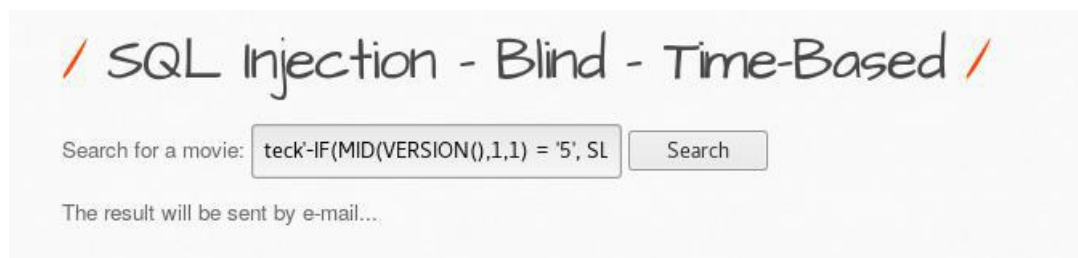 / SQL Injection - Blind - Time-Based /
Search for a movie: teck'-IF(MID(VERSION(),1,1) = '5', SL Search
The result will be sent by e-mail...